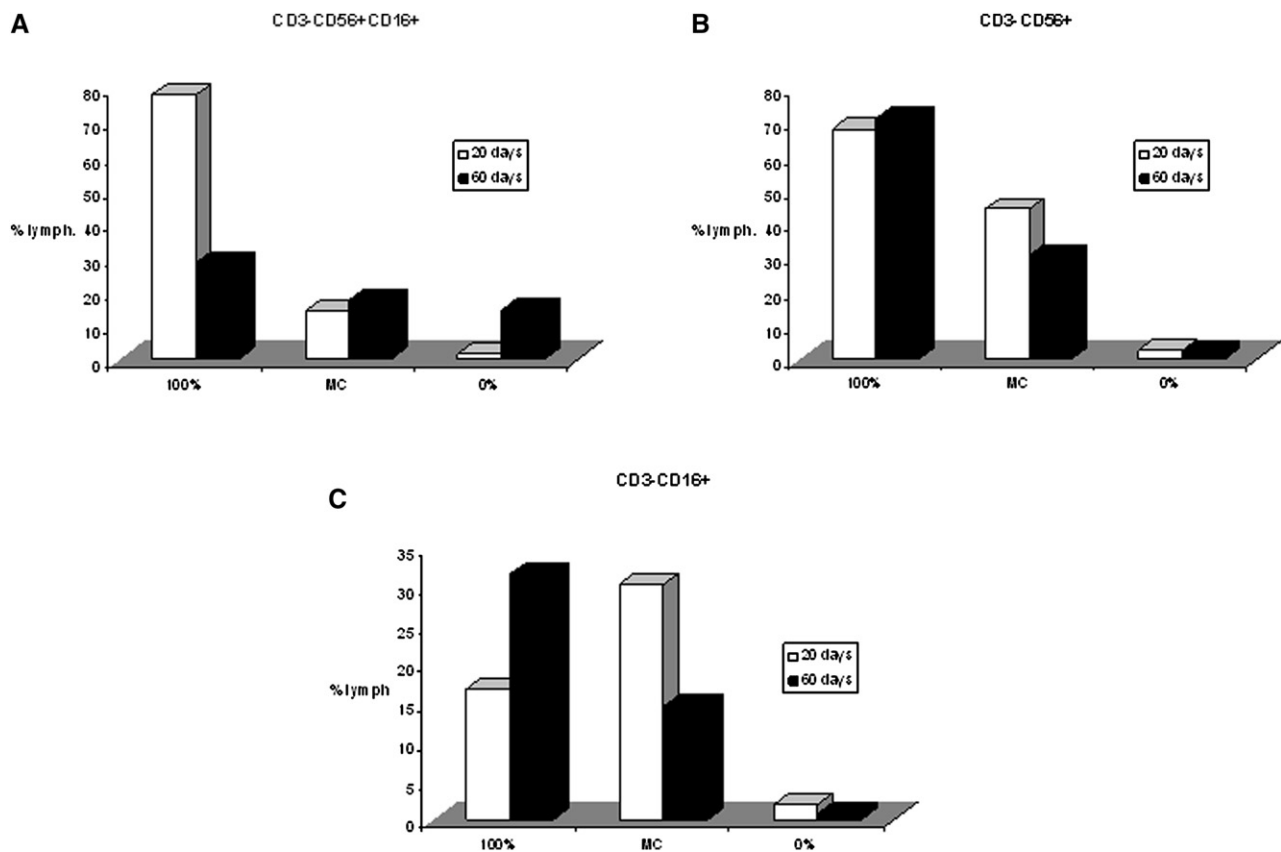 A
CD3-CD56+CD16+
80
70
60
50
% lymph. 40
30
20
10
0
100% MC 0%
20 days
60 days
B
CD3-CD56+
80
70
60
50
% lymph. 40
30
20
10
0
100% MC 0%
20 days
60 days
C
CD3-CD16+
35
30
25
20
% lymph
15
10
5
0
100% MC 0%
20 days
60 days